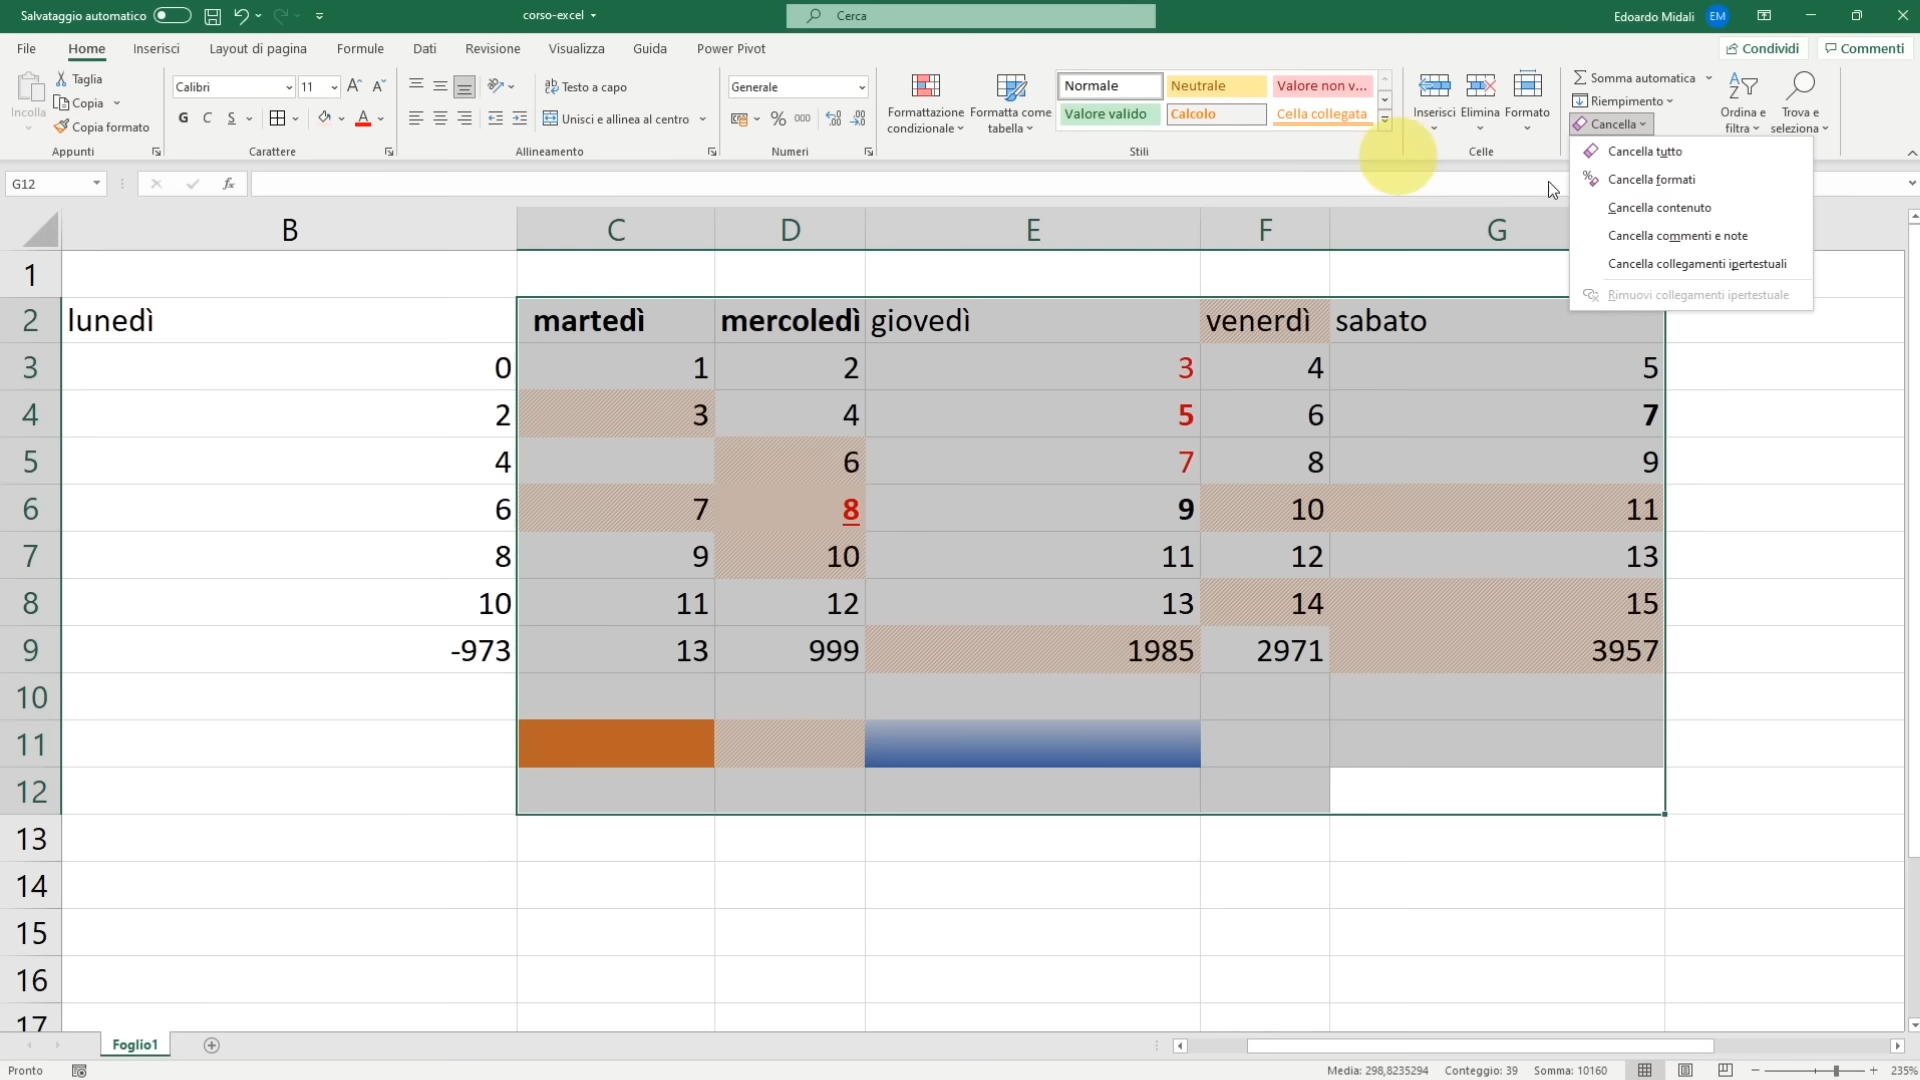 Salvataggio automatico
corso-excel
Cerca
Edoardo Midali EM
File Home Inserisci Layout di pagina Formule Dati Revisione Visualizza Guida Power Pivot Condividi Commenti
Incolla
Taglia
Copia
Copia formato
Appunti
Calibri 11
G C S
Carattere
Testo a capo
Unisci e allinea al centro
Allineamento
Generale
% 000
Numeri
Formattazione condizionale
Formatta come tabella
Normale Neutrale Valore non v...
Valore valido Calcolo Cella collegata
Stili
Inserisci Elimina Formato
Celle
Somma automatica
Riempimento
Cancella
Ordina e filtra
Trova e seleziona
Cancella tutto
Cancella formati
Cancella contenuto
Cancella commenti e note
Cancella collegamenti ipertestuali
Rimuovi collegamenti ipertestuale
G12 fx
B C D E F G
1
2 lunedì martedì mercoledì giovedì venerdì sabato
3 0 1 2 3 4 5
4 2 3 4 5 6 7
5 4 6 7 8 9
6 6 7 8 9 10 11
7 8 9 10 11 12 13
8 10 11 12 13 14 15
9 -973 13 999 1985 2971 3957
10
11
12
13
14
15
16
17
Foglio1
Pronto Media: 298,8235294 Conteggio: 39 Somma: 10160 235%